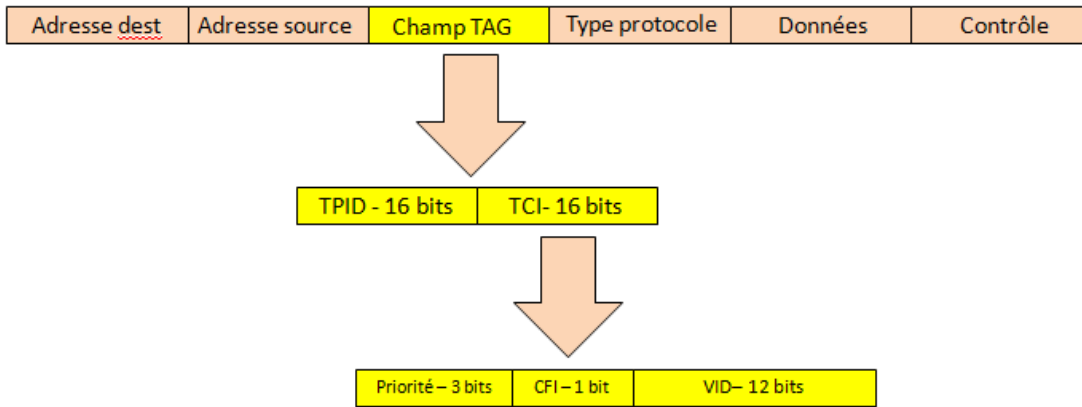 Adresse dest Adresse source Champ TAG Type protocole Données Contrôle
TPID - 16 bits TCI- 16 bits
Priorité – 3 bits CFI – 1 bit VID– 12 bits